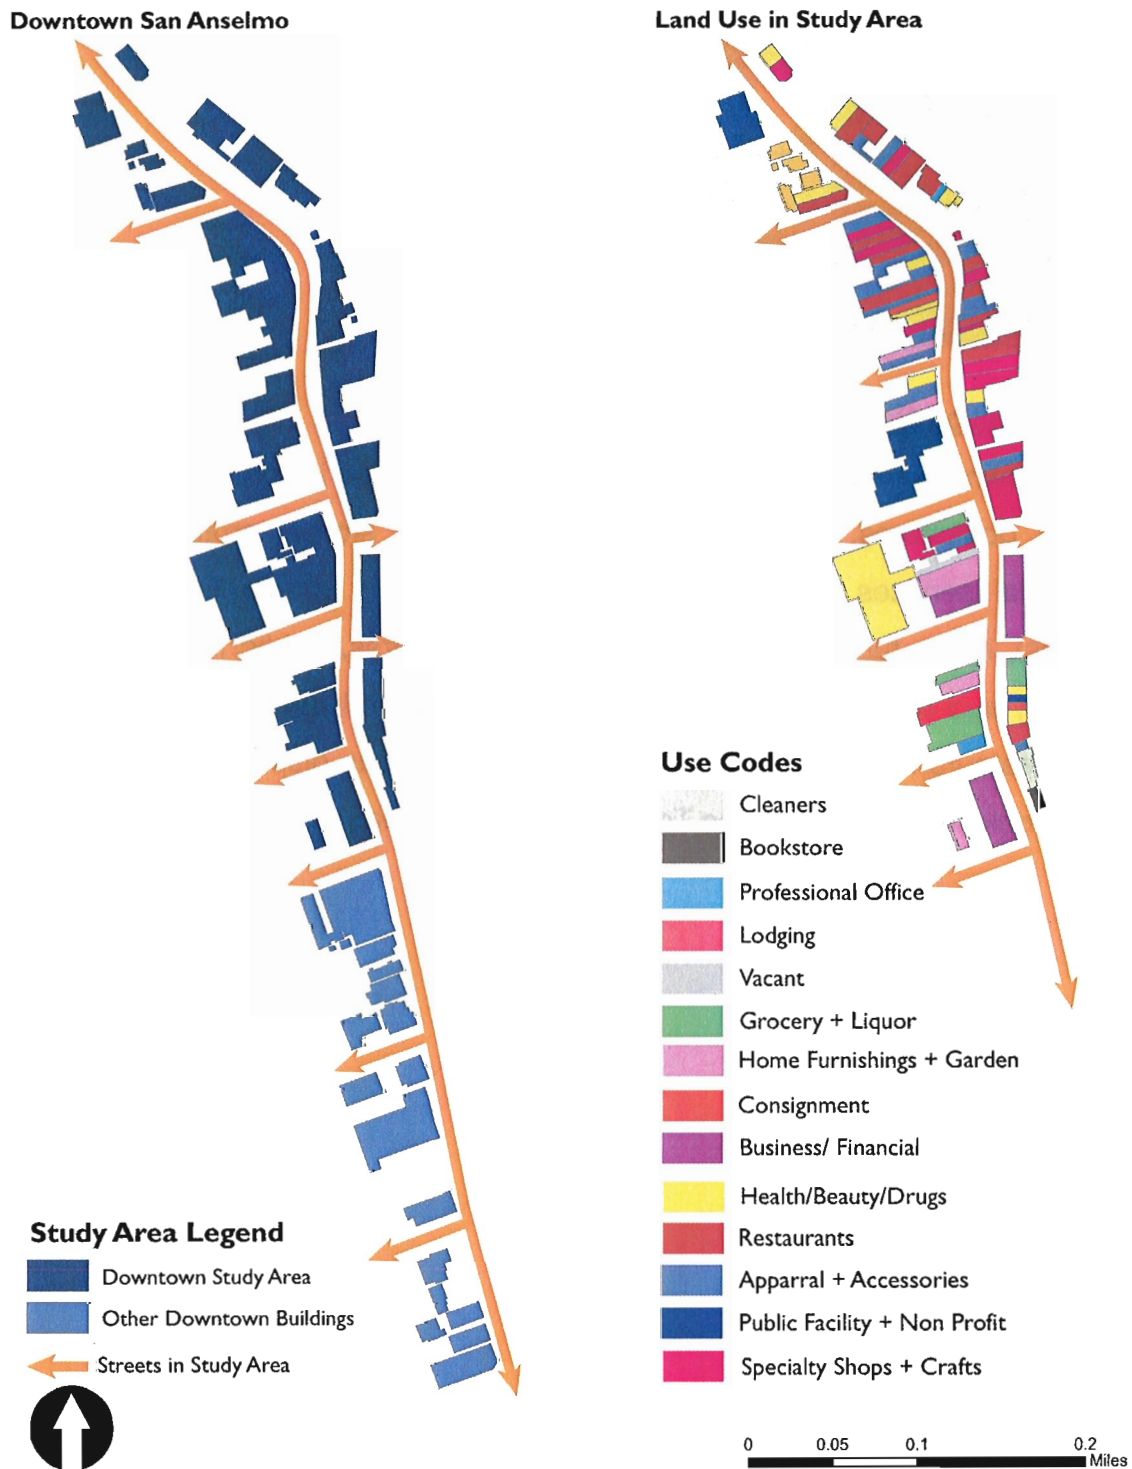 Downtown San Anselmo
Land Use in Study Area
Use Codes
Cleaners
Bookstore
Professional Office
Lodging
Vacant
Grocery + Liquor
Home Furnishings + Garden
Consignment
Business/ Financial
Health/Beauty/Drugs
Restaurants
Apparral + Accessories
Public Facility + Non Profit
Specialty Shops + Crafts
Study Area Legend
Downtown Study Area
Other Downtown Buildings
Streets in Study Area
0 0.05 0.1 0.2
Miles